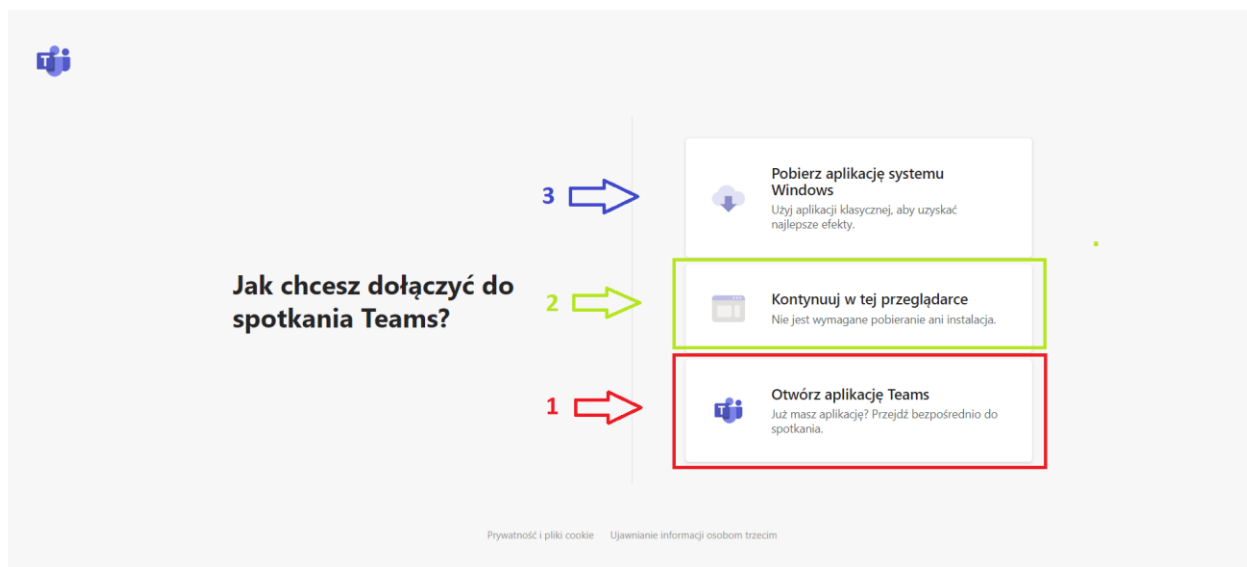 Jak chcesz dołączyć do
spotkania Teams?
3
Pobierz aplikację systemu
Windows
Użyj aplikacji klasycznej, aby uzyskać
najlepsze efekty.
2
Kontynuuj w tej przeglądarce
Nie jest wymagane pobieranie ani instalacja.
1
Otwórz aplikację Teams
Już masz aplikację? Przejdź bezpośrednio do
spotkania.
Prywatność i pliki cookie Ujawnianie informacji osobom trzecim